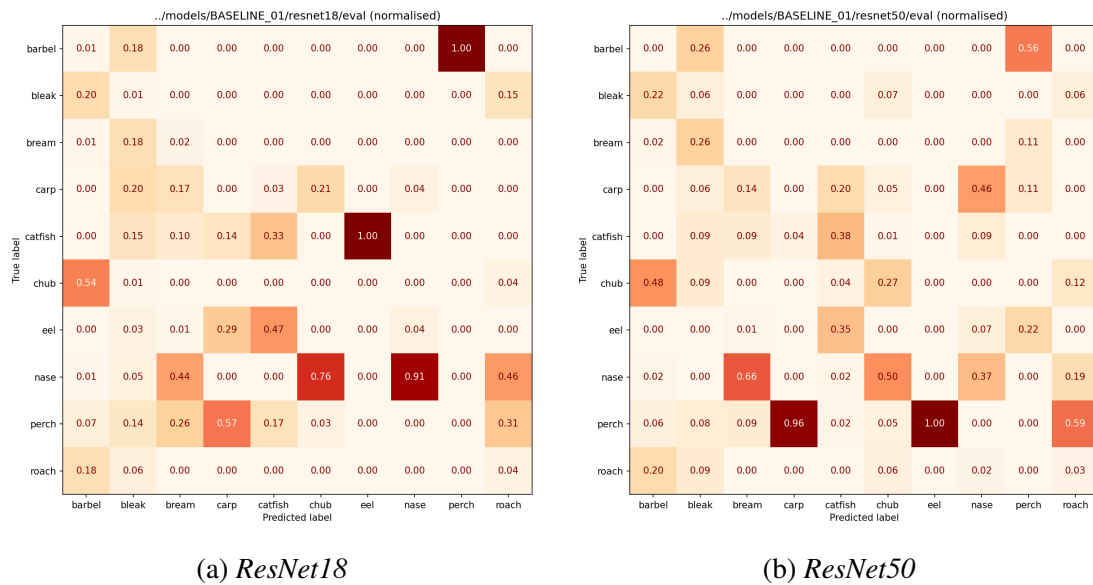 ../models/BASELINE_01/resnet18/eval (normalised)
True label
barbel 0.01 0.18 0.00 0.00 0.00 0.00 0.00 0.00 1.00 0.00
bleak 0.20 0.01 0.00 0.00 0.00 0.00 0.00 0.00 0.00 0.15
bream 0.01 0.18 0.02 0.00 0.00 0.00 0.00 0.00 0.00 0.00
carp 0.00 0.20 0.17 0.00 0.03 0.21 0.00 0.04 0.00 0.00
catfish 0.00 0.15 0.10 0.14 0.33 0.00 1.00 0.00 0.00 0.00
chub 0.54 0.01 0.00 0.00 0.00 0.00 0.00 0.00 0.00 0.04
eel 0.00 0.03 0.01 0.29 0.47 0.00 0.00 0.04 0.00 0.00
nase 0.01 0.05 0.44 0.00 0.00 0.76 0.00 0.91 0.00 0.46
perch 0.07 0.14 0.26 0.57 0.17 0.03 0.00 0.00 0.00 0.31
roach 0.18 0.06 0.00 0.00 0.00 0.00 0.00 0.00 0.00 0.04
barbel bleak bream carp catfish chub eel nase perch roach
Predicted label
(a) ResNet18
../models/BASELINE_01/resnet50/eval (normalised)
True label
barbel 0.00 0.26 0.00 0.00 0.00 0.00 0.00 0.00 0.56 0.00
bleak 0.22 0.06 0.00 0.00 0.00 0.07 0.00 0.00 0.00 0.06
bream 0.02 0.26 0.00 0.00 0.00 0.00 0.00 0.00 0.11 0.00
carp 0.00 0.06 0.14 0.00 0.20 0.05 0.00 0.46 0.11 0.00
catfish 0.00 0.09 0.09 0.04 0.38 0.01 0.00 0.09 0.00 0.00
chub 0.48 0.09 0.00 0.00 0.04 0.27 0.00 0.00 0.00 0.12
eel 0.00 0.00 0.01 0.00 0.35 0.00 0.00 0.07 0.22 0.00
nase 0.02 0.00 0.66 0.00 0.02 0.50 0.00 0.37 0.00 0.19
perch 0.06 0.08 0.09 0.96 0.02 0.05 1.00 0.00 0.00 0.59
roach 0.20 0.09 0.00 0.00 0.00 0.06 0.00 0.02 0.00 0.03
barbel bleak bream carp catfish chub eel nase perch roach
Predicted label
(b) ResNet50